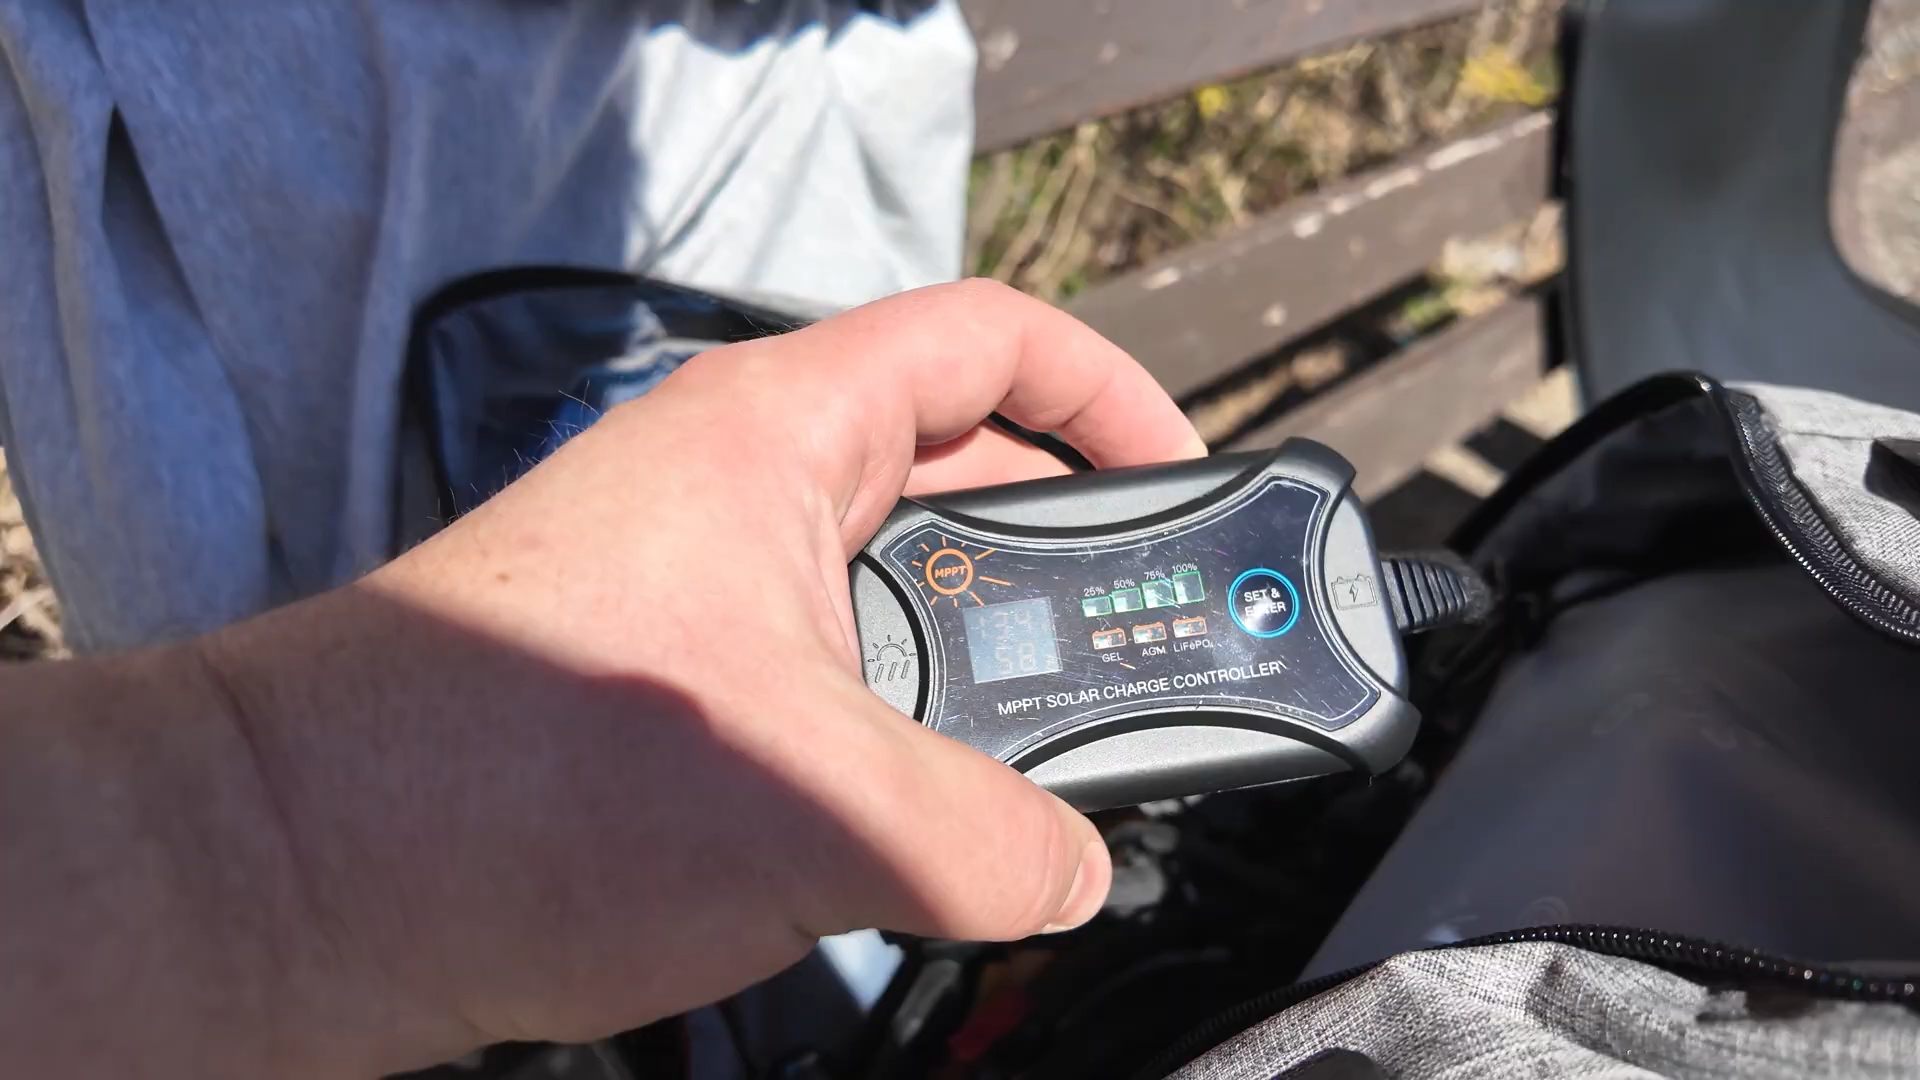 MPPT
25% 50% 75% 100%
SET &
ENTER
GEL AGM LiFePO₄
MPPT SOLAR CHARGE CONTROLLER